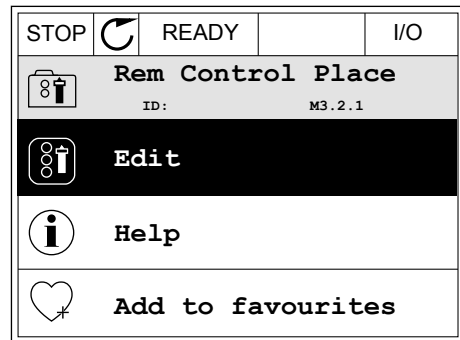 STOP READY I/O
Rem Control Place
ID: M3.2.1
Edit
Help
Add to favourites